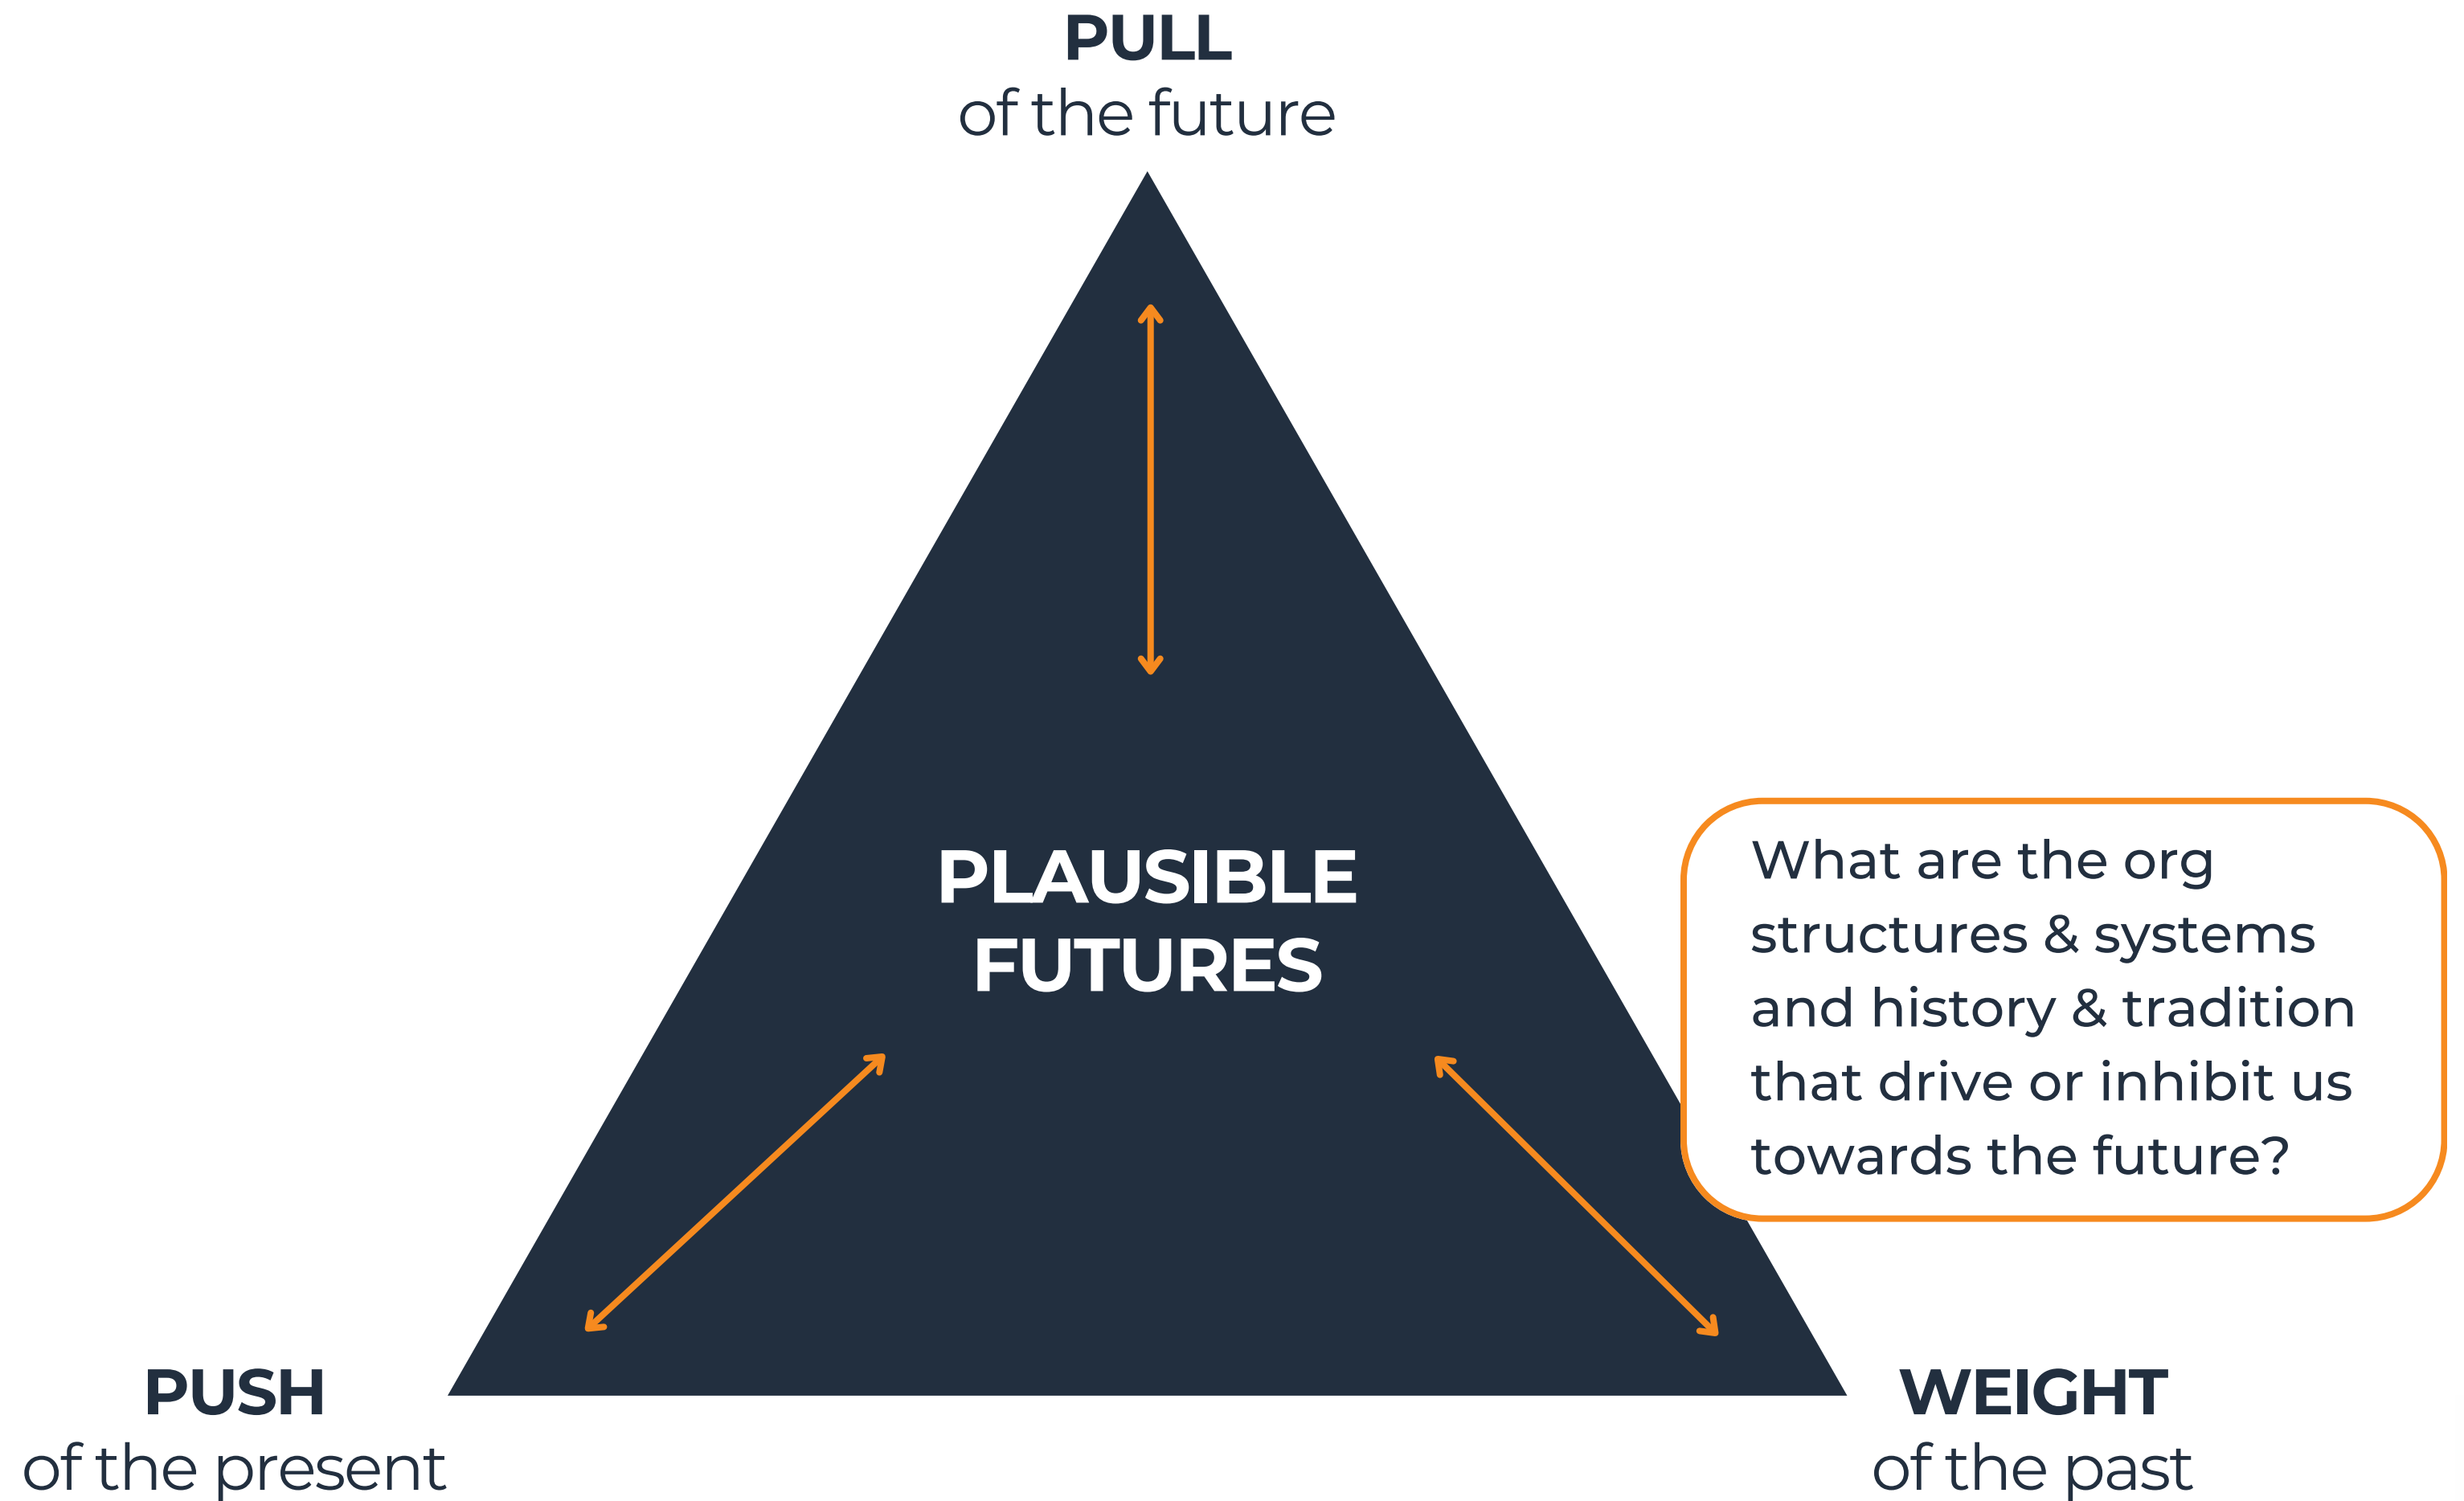 PULL
of the future
PLAUSIBLE
FUTURES
What are the org
structures & systems
and history & tradition
that drive or inhibit us
towards the future?
PUSH
of the present
WEIGHT
of the past